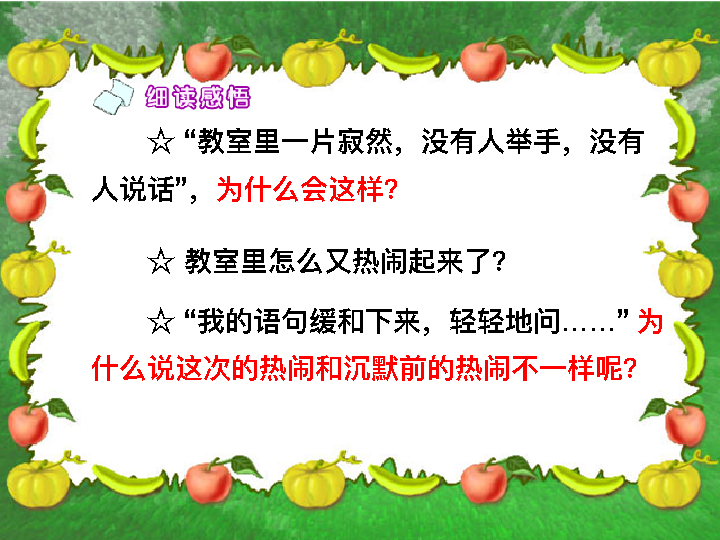 细读感悟
☆ “教室里一片寂然，没有人举手，没有
人说话”，为什么会这样？
☆ 教室里怎么又热闹起来了？
☆ “我的语句缓和下来，轻轻地问……” 为
什么说这次的热闹和沉默前的热闹不一样呢？